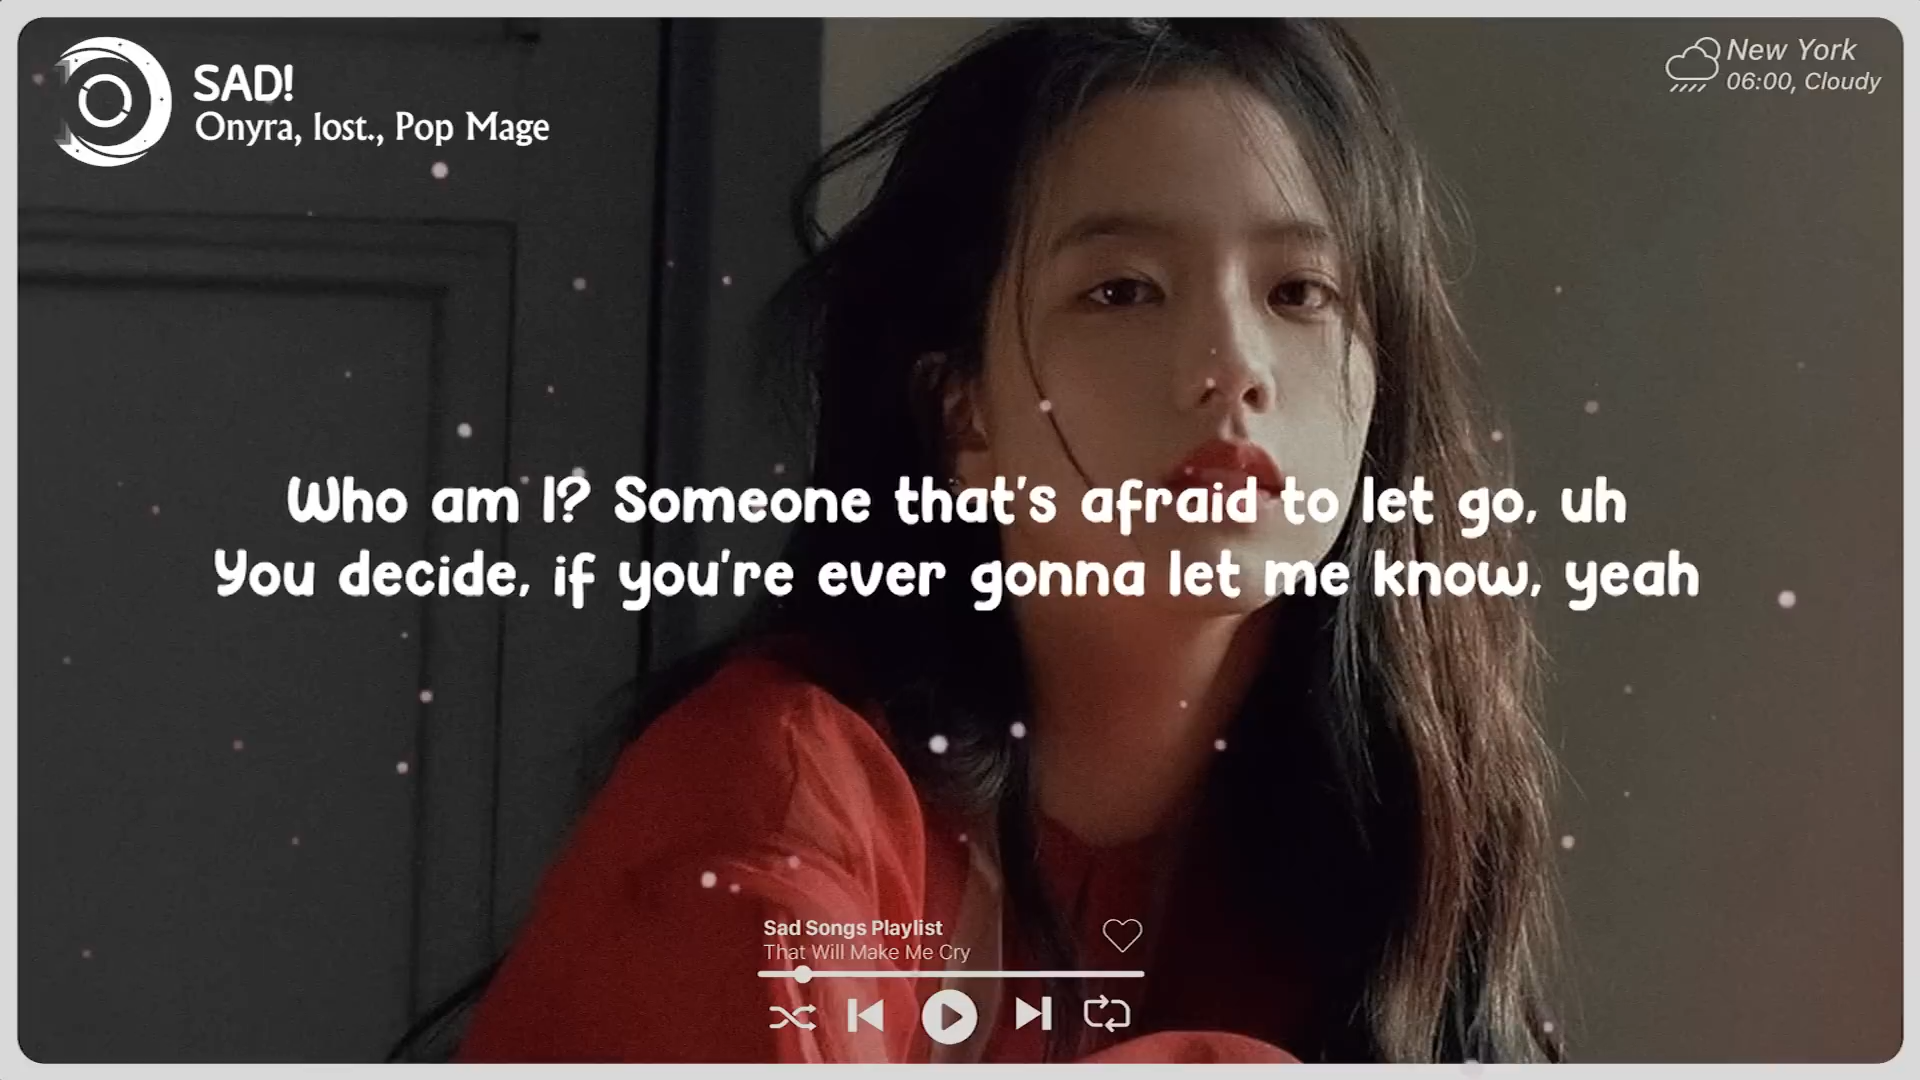 SAD!
Onyra, lost., Pop Mage
New York
06:00, Cloudy
Who am I? Someone that's afraid to let go, uh
You decide, if you're ever gonna let me know, yeah
Sad Songs Playlist
That Will Make Me Cry